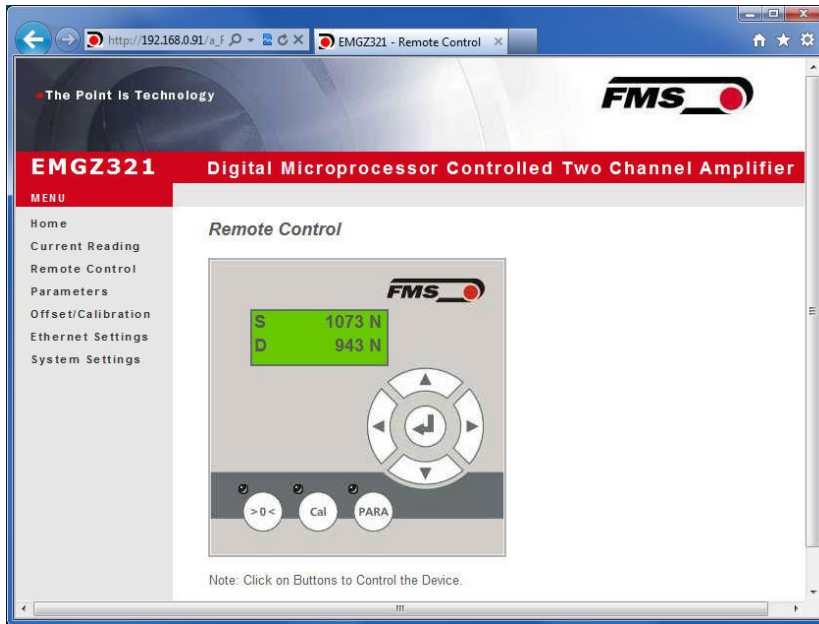 http://192.168.0.91/a_F
EMGZ321 - Remote Control
The Point is Technology
FMS
EMGZ321
Digital Microprocessor Controlled Two Channel Amplifier
MENU
Home
Current Reading
Remote Control
Parameters
Offset/Calibration
Ethernet Settings
System Settings
Remote Control
FMS
S 1073 N
D 943 N
>0<
Cal
PARA
Note: Click on Buttons to Control the Device.